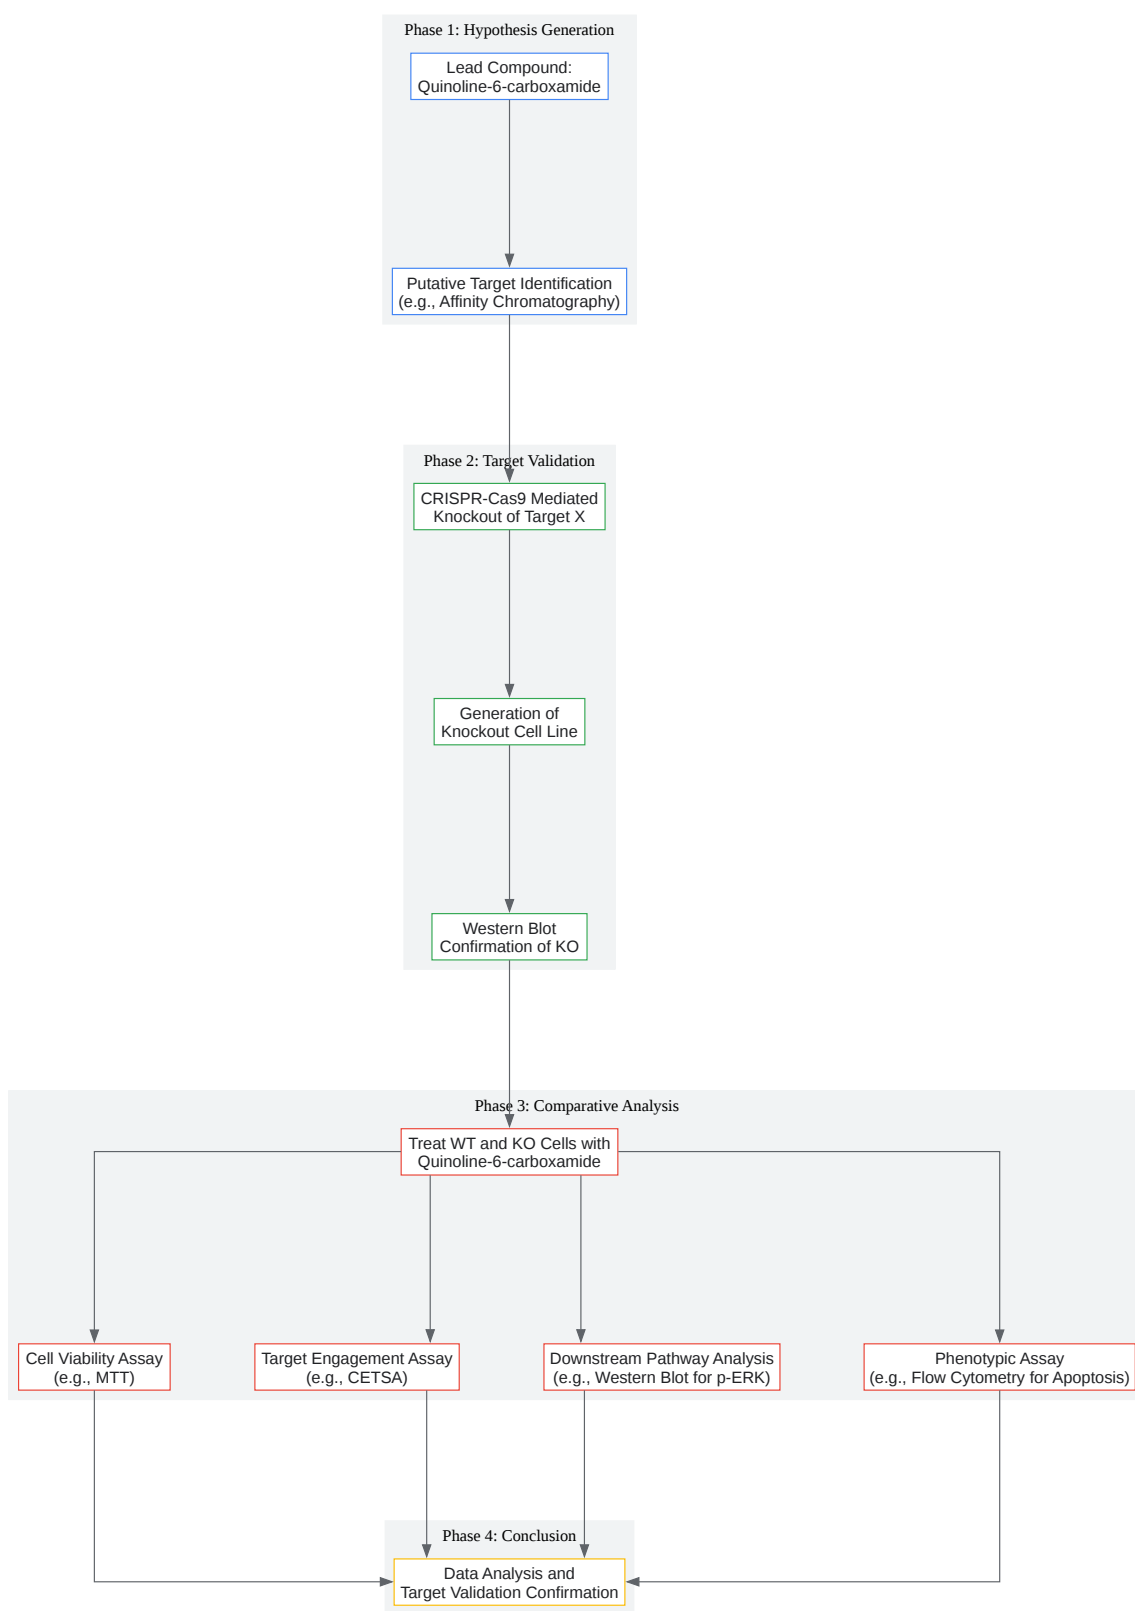 Phase 1: Hypothesis Generation
Lead Compound:
Quinoline-6-carboxamide
Putative Target Identification
(e.g., Affinity Chromatography)
Phase 2: Target Validation
CRISPR-Cas9 Mediated
Knockout of Target X
Generation of
Knockout Cell Line
Western Blot
Confirmation of KO
Phase 3: Comparative Analysis
Treat WT and KO Cells with
Quinoline-6-carboxamide
Cell Viability Assay
(e.g., MTT)
Target Engagement Assay
(e.g., CETSA)
Downstream Pathway Analysis
(e.g., Western Blot for p-ERK)
Phenotypic Assay
(e.g., Flow Cytometry for Apoptosis)
Phase 4: Conclusion
Data Analysis and
Target Validation Confirmation